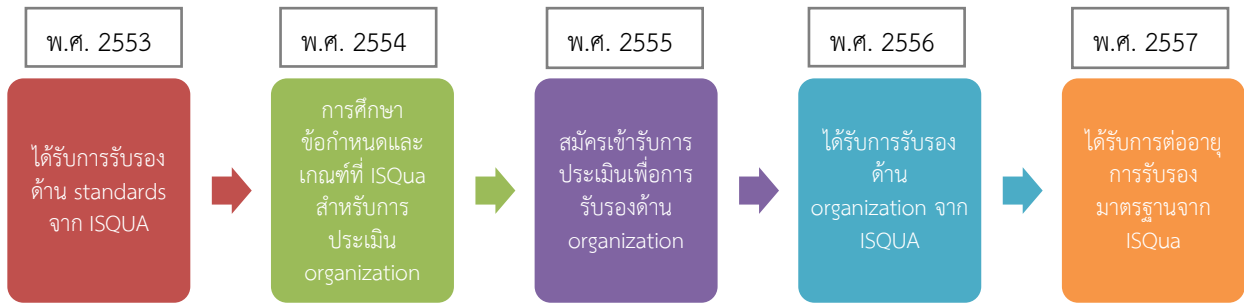 พ.ศ. 2553
พ.ศ. 2554
พ.ศ. 2555
พ.ศ. 2556
พ.ศ. 2557
ได้รับการรับรอง
ด้าน standards
จาก ISQUA
การศึกษา
ข้อกำหนดและ
เกณฑ์ที่ ISQua
สำหรับการ
ประเมิน
organization
สมัครเข้ารับการ
ประเมินเพื่อการ
รับรองด้าน
organization
ได้รับการรับรอง
ด้าน
organization จาก
ISQUA
ได้รับการต่ออายุ
การรับรอง
มาตรฐานจาก
ISQua